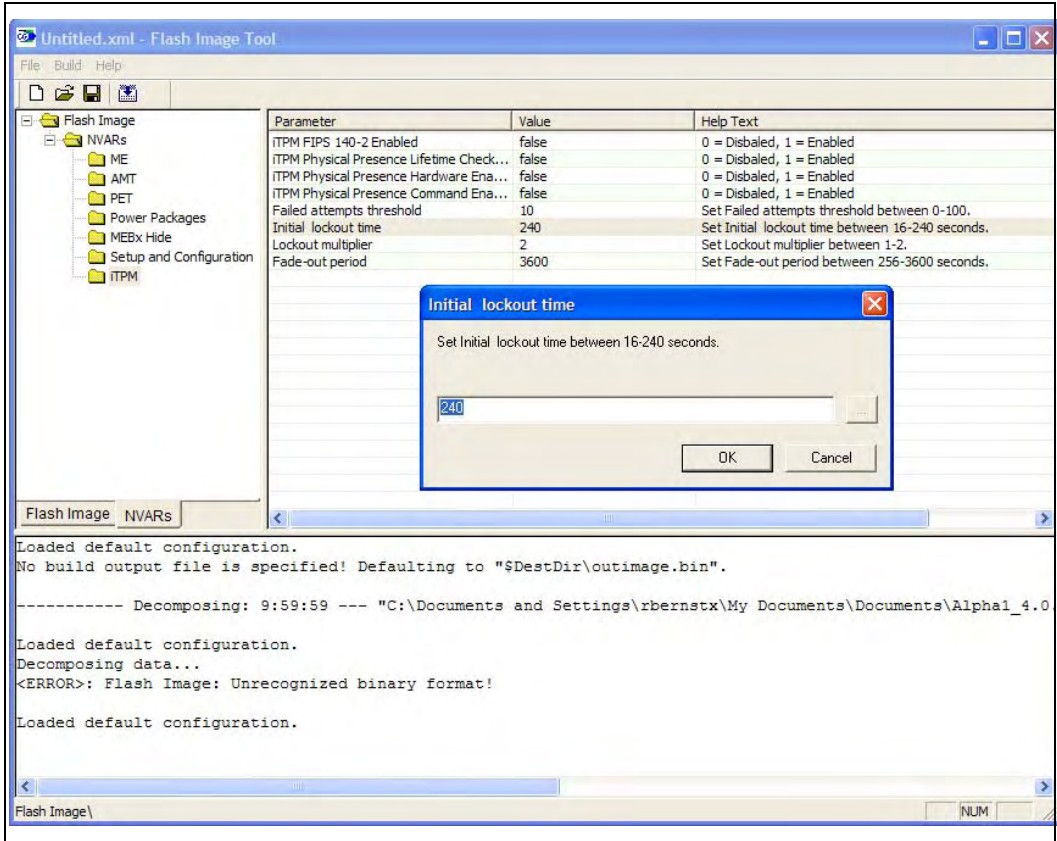 Untitled.xml - Flash Image Tool
File Build Help
Flash Image
NVARs
ME
AMT
PET
Power Packages
MEBx Hide
Setup and Configuration
iTPM
Flash Image NVARs
Parameter Value Help Text
iTPM FIPS 140-2 Enabled false 0 = Disbaled, 1 = Enabled
iTPM Physical Presence Lifetime Check... false 0 = Disbaled, 1 = Enabled
iTPM Physical Presence Hardware Ena... false 0 = Disbaled, 1 = Enabled
iTPM Physical Presence Command Ena... false 0 = Disbaled, 1 = Enabled
Failed attempts threshold 10 Set Failed attempts threshold between 0-100.
Initial lockout time 240 Set Initial lockout time between 16-240 seconds.
Lockout multiplier 2 Set Lockout multiplier between 1-2.
Fade-out period 3600 Set Fade-out period between 256-3600 seconds.
Initial lockout time
Set Initial lockout time between 16-240 seconds.
240
...
OK Cancel
Loaded default configuration.
No build output file is specified! Defaulting to "$DestDir\outimage.bin".
----------- Decomposing: 9:59:59 --- "C:\Documents and Settings\rbernstx\My Documents\Documents\Alpha1_4.0.
Loaded default configuration.
Decomposing data...
<ERROR>: Flash Image: Unrecognized binary format!
Loaded default configuration.
Flash Image\ NUM